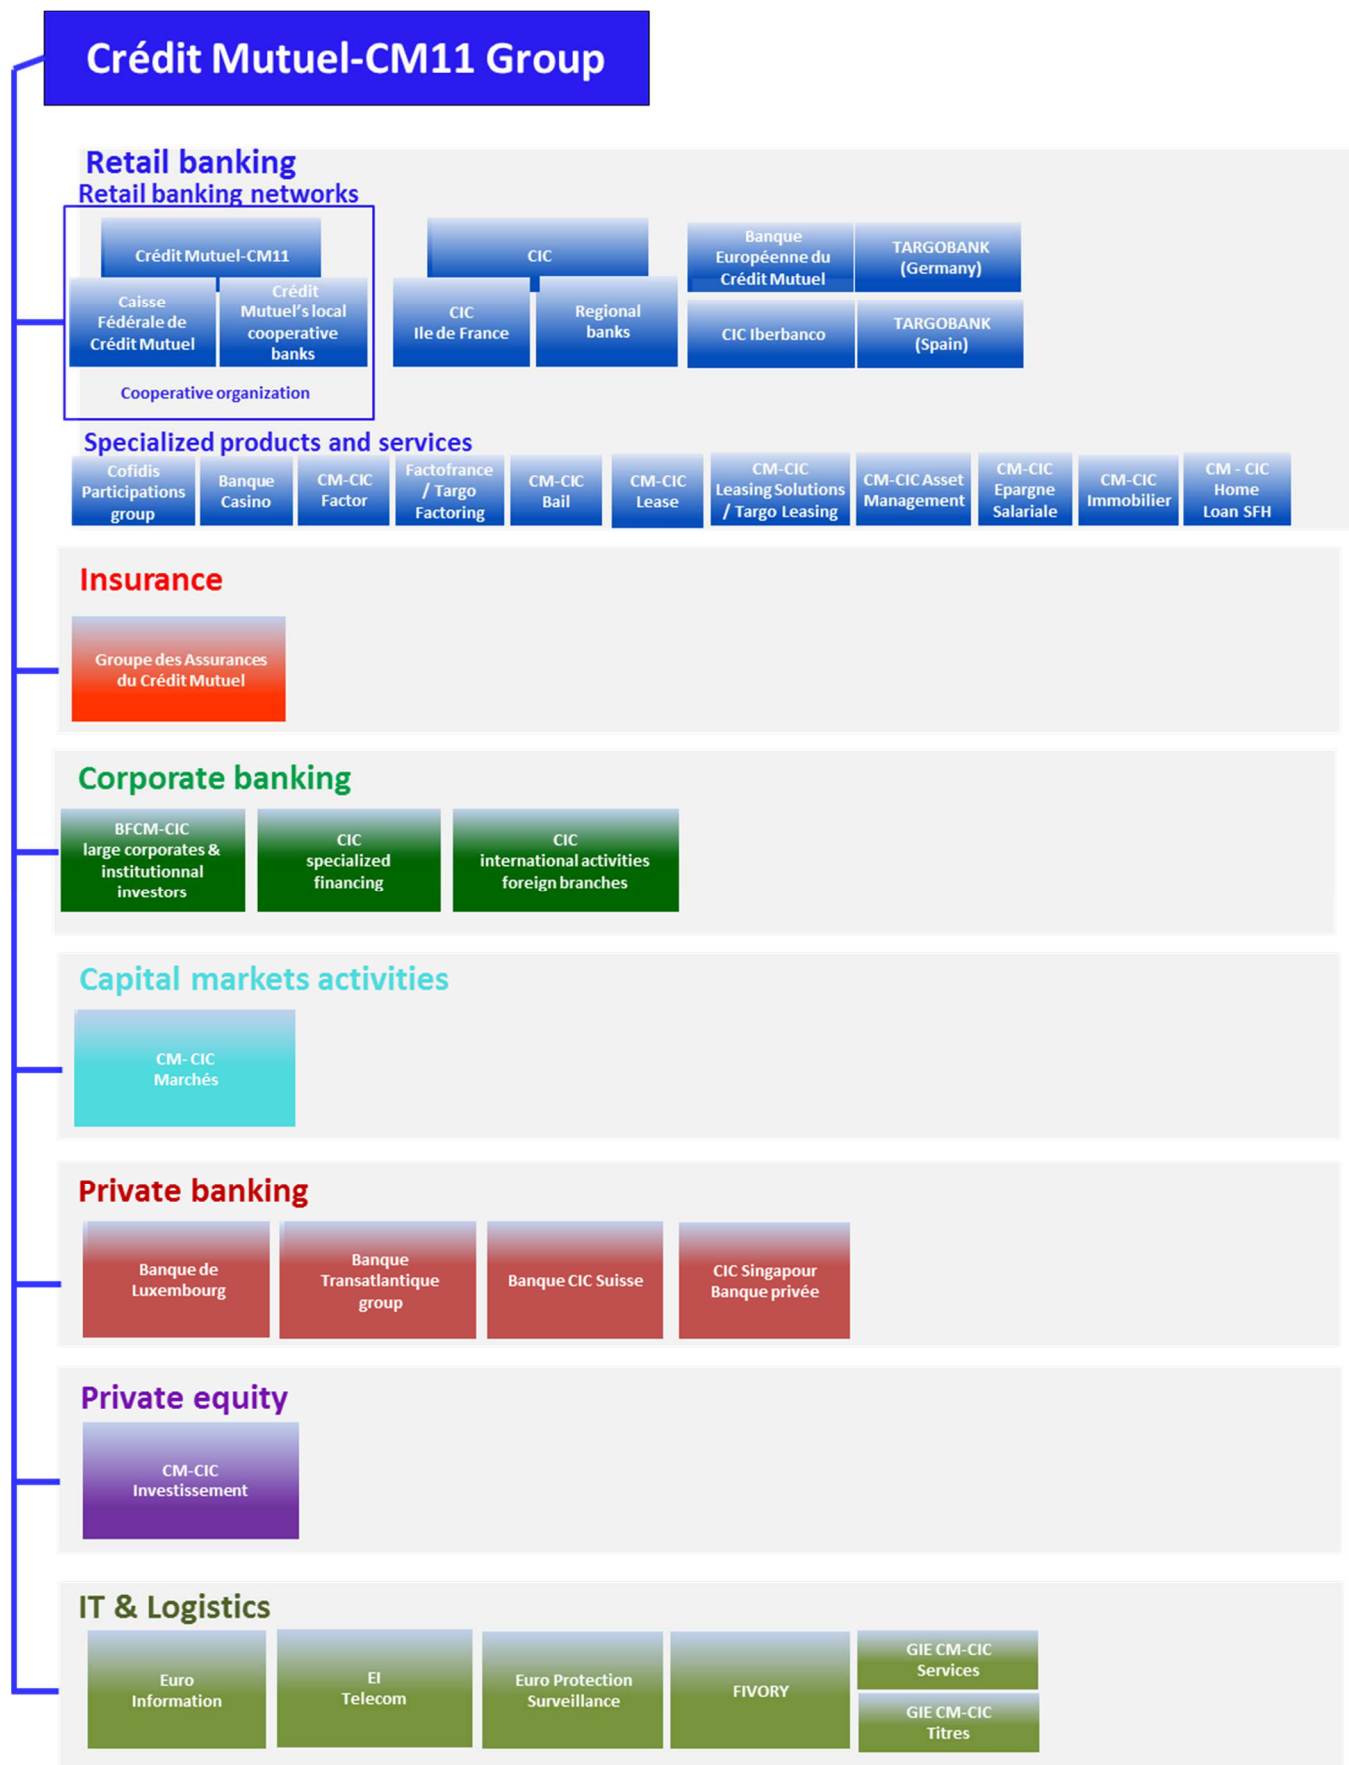 Crédit Mutuel-CM11 Group
Retail banking
Retail banking networks
Crédit Mutuel-CM11
Caisse
Fédérale de
Crédit Mutuel
Crédit
Mutuel's local
cooperative
banks
Cooperative organization
CIC
CIC
Ile de France
Regional
banks
Banque
Européenne du
Crédit Mutuel
TARGOBANK
(Germany)
CIC Iberbanco
TARGOBANK
(Spain)
Specialized products and services
Cofidis
Participations
group
Banque
Casino
CM-CIC
Factor
Factofrance
/ Targo
Factoring
CM-CIC
Bail
CM-CIC
Lease
CM-CIC
Leasing Solutions
/ Targo Leasing
CM-CIC Asset
Management
CM-CIC
Epargne
Salariale
CM-CIC
Immobilier
CM - CIC
Home
Loan SFH
Insurance
Groupe des Assurances
du Crédit Mutuel
Corporate banking
BFCM-CIC
large corporates &
institutionnal
investors
CIC
specialized
financing
CIC
international activities
foreign branches
Capital markets activities
CM- CIC
Marchés
Private banking
Banque de
Luxembourg
Banque
Transatlantique
group
Banque CIC Suisse
CIC Singapour
Banque privée
Private equity
CM-CIC
Investissement
IT & Logistics
Euro
Information
EI
Telecom
Euro Protection
Surveillance
FIVORY
GIE CM-CIC
Services
GIE CM-CIC
Titres